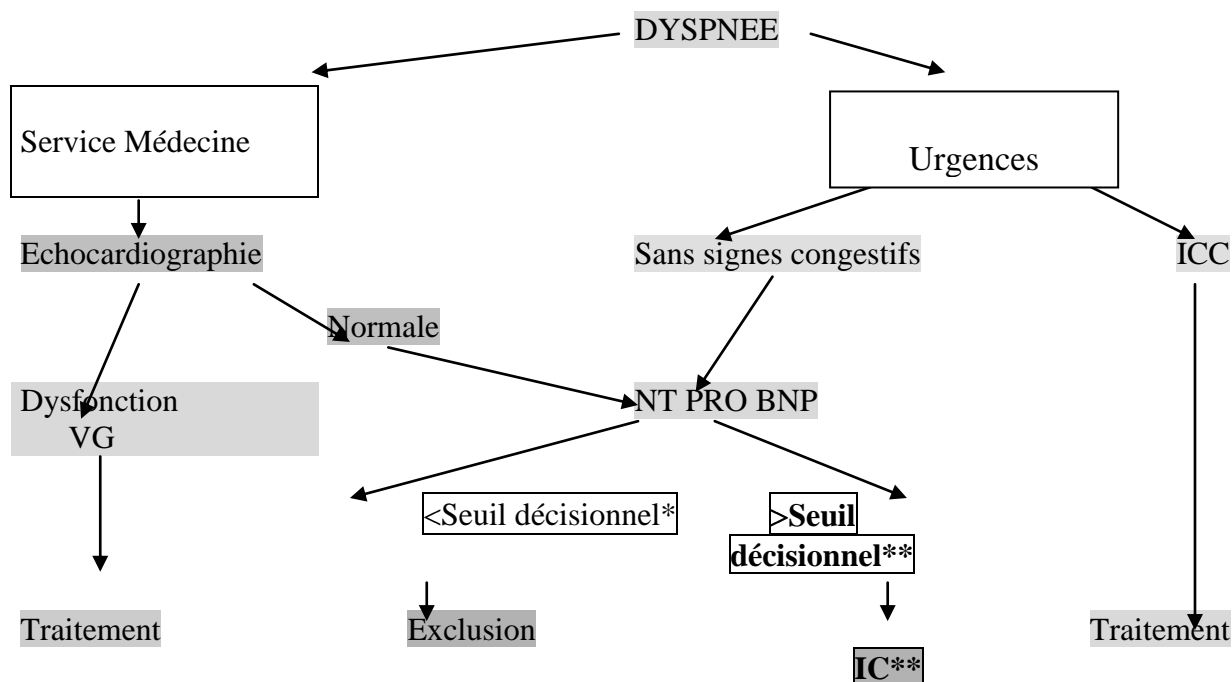 DYSPNEE
Service Médecine
Urgences
Echocardiographie
Sans signes congestifs
ICC
Normale
Dysfonction
VG
NT PRO BNP
<Seuil décisionnel*
>Seuil
décisionnel**
Traitement
Exclusion
Traitement
IC**